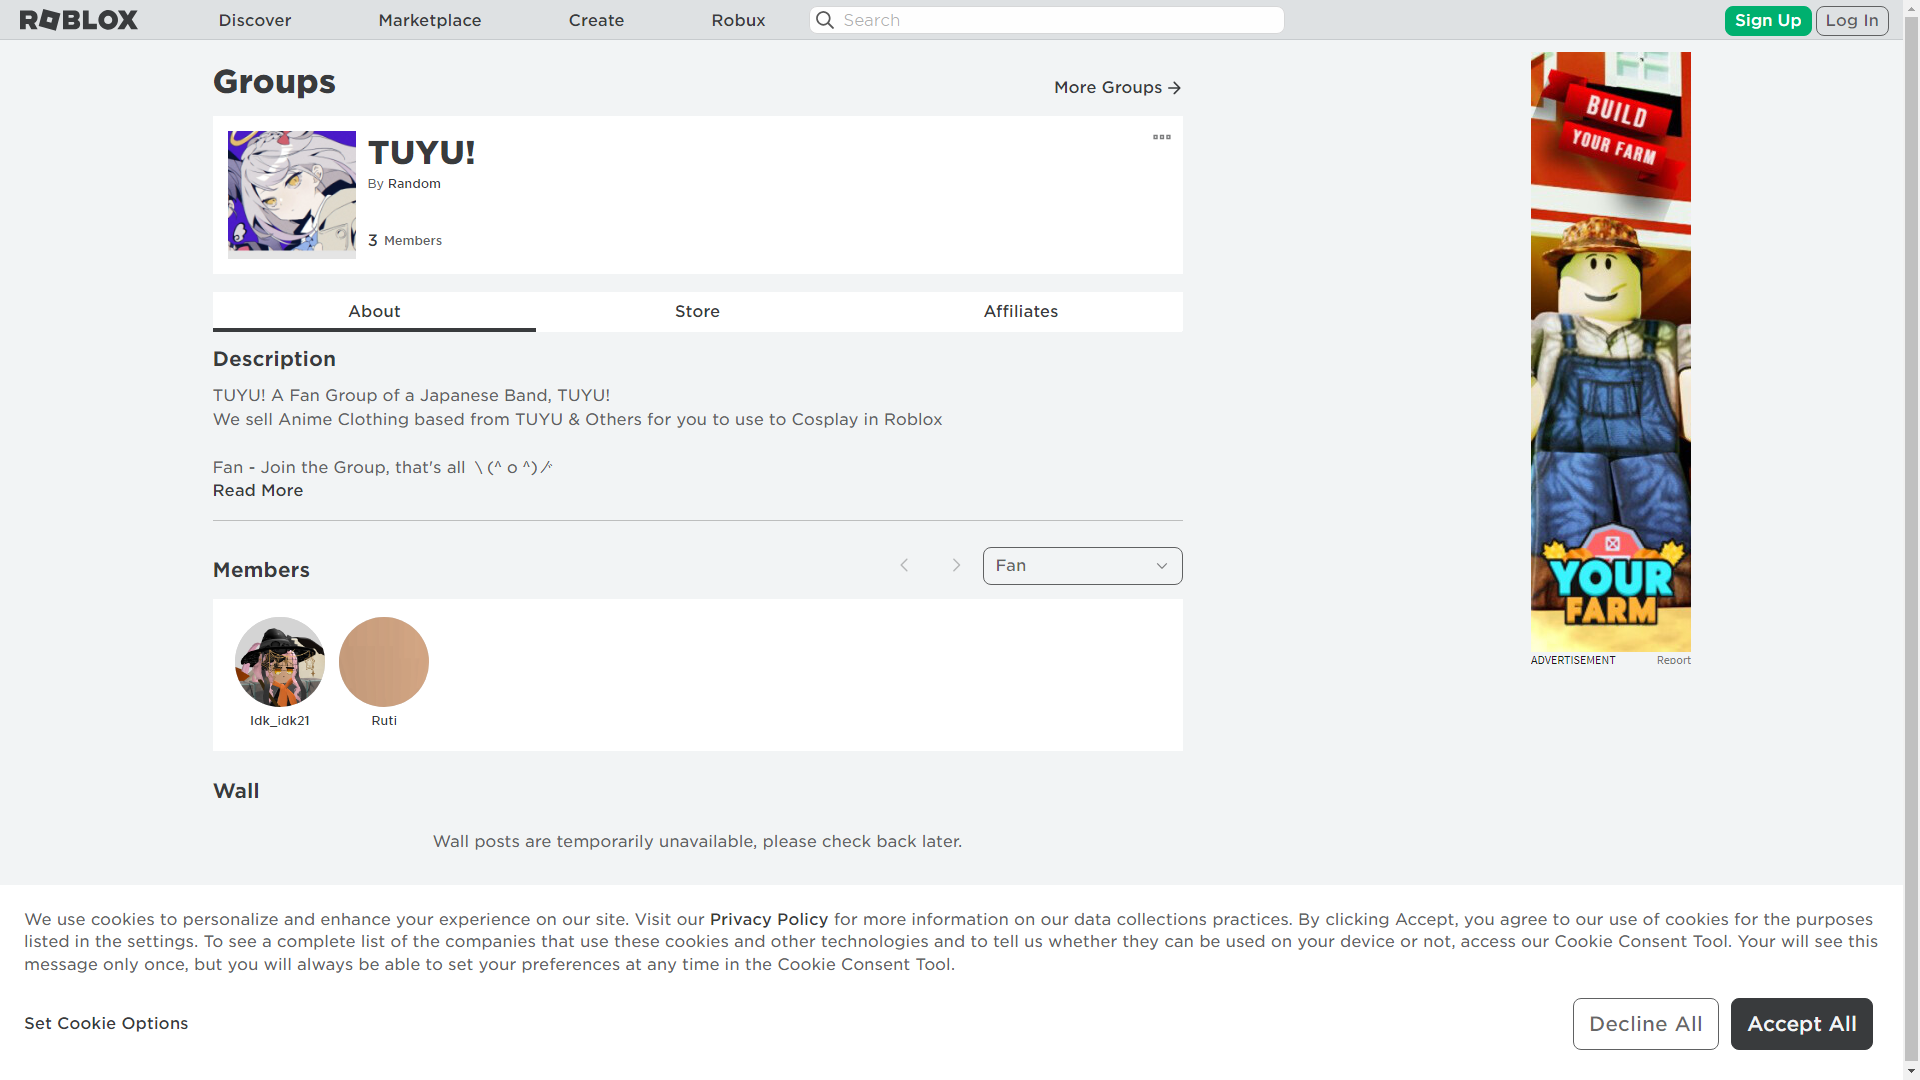 ROBLOX
Discover
Marketplace
Create
Robux
Search
Sign Up
Log In
Groups
More Groups
TUYU!
By Random
3 Members
About
Store
Affiliates
Description
TUYU! A Fan Group of a Japanese Band, TUYU!
We sell Anime Clothing based from TUYU & Others for you to use to Cosplay in Roblox
Fan - Join the Group, that's all ヽ(^ o ^)ﾉ
Read More
Members
Fan
Idk_idk21
Ruti
Wall
Wall posts are temporarily unavailable, please check back later.
BUILD
YOUR FARM
YOUR
FARM
ADVERTISEMENT
Report
We use cookies to personalize and enhance your experience on our site. Visit our Privacy Policy for more information on our data collections practices. By clicking Accept, you agree to our use of cookies for the purposes
listed in the settings. To see a complete list of the companies that use these cookies and other technologies and to tell us whether they can be used on your device or not, access our Cookie Consent Tool. Your will see this
message only once, but you will always be able to set your preferences at any time in the Cookie Consent Tool.
Set Cookie Options
Decline All
Accept All